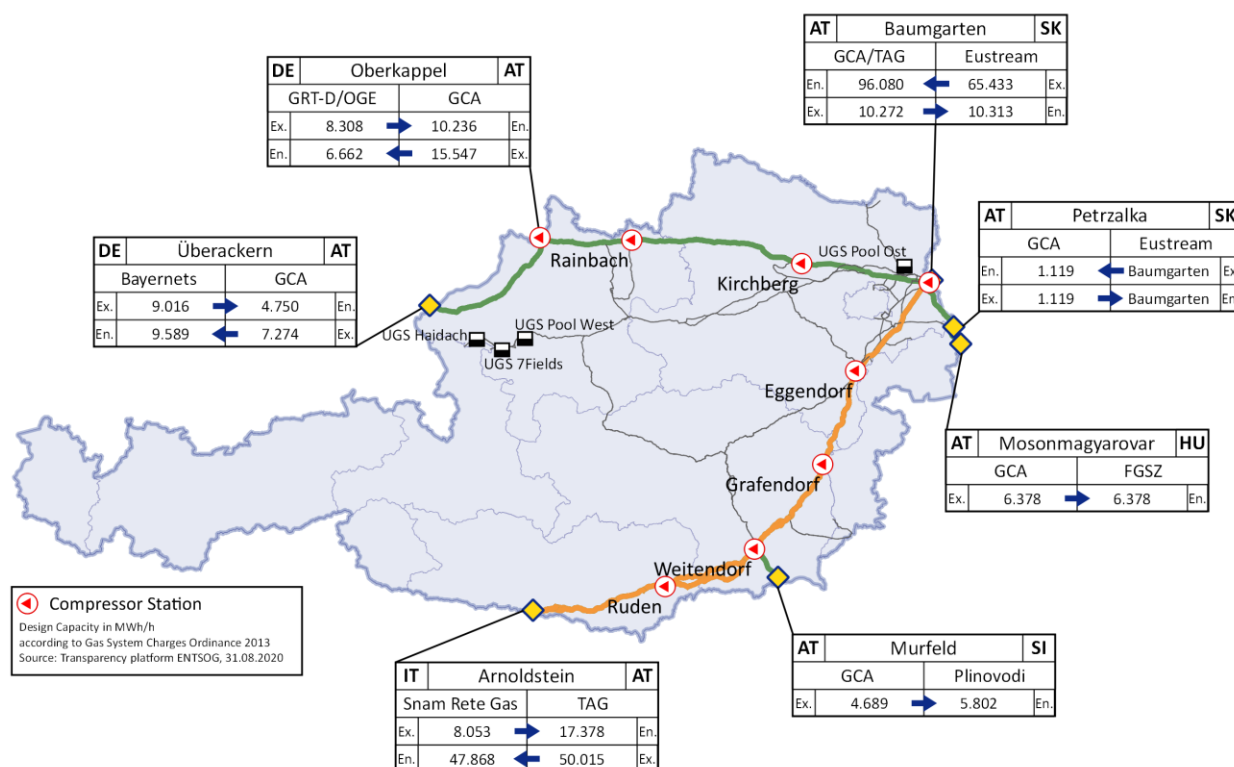 AT Baumgarten SK
GCA/TAG Eustream
En. 96.080 65.433 Ex.
Ex. 10.272 10.313 En.
DE Oberkappel AT
GRT-D/OGE GCA
Ex. 8.308 10.236 En.
En. 6.662 15.547 Ex.
AT Petrzalka SK
GCA Eustream
En. 1.119 Baumgarten Ex
Ex. 1.119 Baumgarten En
DE Überackern AT
Bayernets GCA
Ex. 9.016 4.750 En.
En. 9.589 7.274 Ex.
Rainbach
UGS Pool Ost
Kirchberg
UGS Haidach
UGS Pool West
UGS 7Fields
Eggendorf
Grafendorf
Weitendorf
Ruden
AT Mosonmagyarovar HU
GCA FGSZ
Ex. 6.378 6.378 En.
Compressor Station
Design Capacity in MWh/h
according to Gas System Charges Ordinance 2013
Source: Transparency platform ENTSOG, 31.08.2020
IT Arnoldstein AT
Snam Rete Gas TAG
Ex. 8.053 17.378 En.
En. 47.868 50.015 Ex.
AT Murfeld SI
GCA Plinovodi
Ex. 4.689 5.802 En.